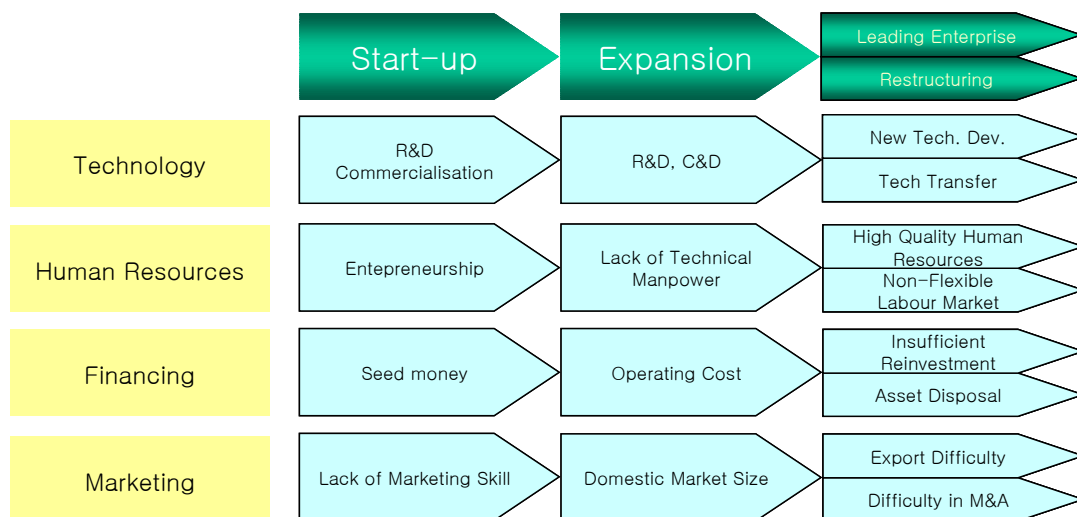 Start-up
Expansion
Leading Enterprise
Restructuring
Technology
R&D
Commercialisation
R&D, C&D
New Tech. Dev.
Tech Transfer
Human Resources
Entepreneurship
Lack of Technical
Manpower
High Quality Human
Resources
Non-Flexible
Labour Market
Financing
Seed money
Operating Cost
Insufficient
Reinvestment
Asset Disposal
Marketing
Lack of Marketing Skill
Domestic Market Size
Export Difficulty
Difficulty in M&A